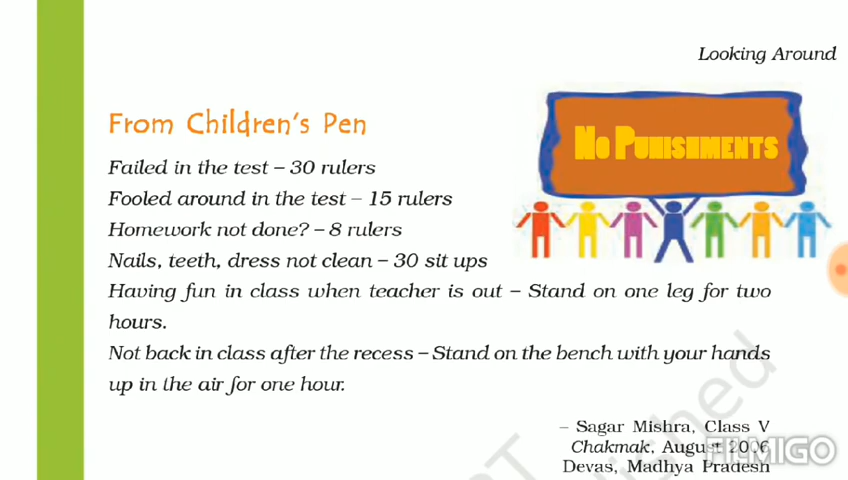 Looking Around
From Children's Pen
No Punishments
Failed in the test – 30 rulers
Fooled around in the test – 15 rulers
Homework not done? – 8 rulers
Nails, teeth, dress not clean – 30 sit ups
Having fun in class when teacher is out – Stand on one leg for two
hours.
Not back in class after the recess – Stand on the bench with your hands
up in the air for one hour.
– Sagar Mishra, Class V
Chakmak, August 2006
Devas, Madhya Pradesh
FILMIGO